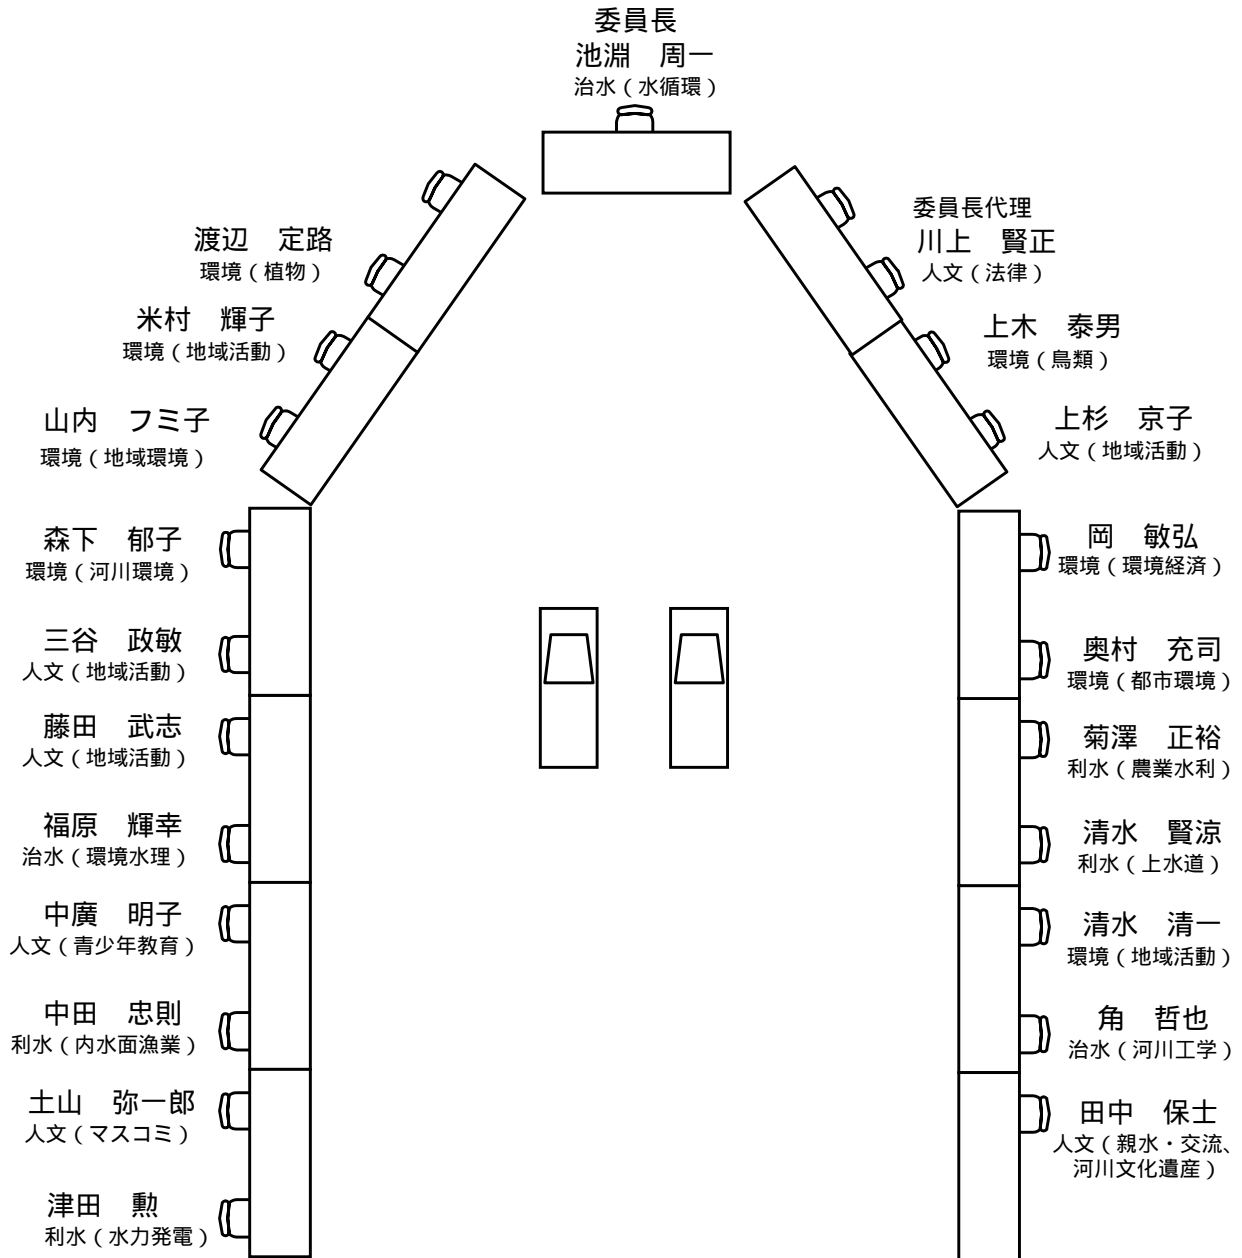 委員長
池淵　周一
治水（水循環）
渡辺　定路
環境（植物）
米村　輝子
環境（地域活動）
山内　フミ子
環境（地域環境）
森下　郁子
環境（河川環境）
三谷　政敏
人文（地域活動）
藤田　武志
人文（地域活動）
福原　輝幸
治水（環境水理）
中廣　明子
人文（青少年教育）
中田　忠則
利水（内水面漁業）
土山　弥一郎
人文（マスコミ）
津田　勲
利水（水力発電）
委員長代理
川上　賢正
人文（法律）
上木　泰男
環境（鳥類）
上杉　京子
人文（地域活動）
岡　敏弘
環境（環境経済）
奥村　充司
環境（都市環境）
菊澤　正裕
利水（農業水利）
清水　賢涼
利水（上水道）
清水　清一
環境（地域活動）
角　哲也
治水（河川工学）
田中　保士
人文（親水・交流、
河川文化遺産）